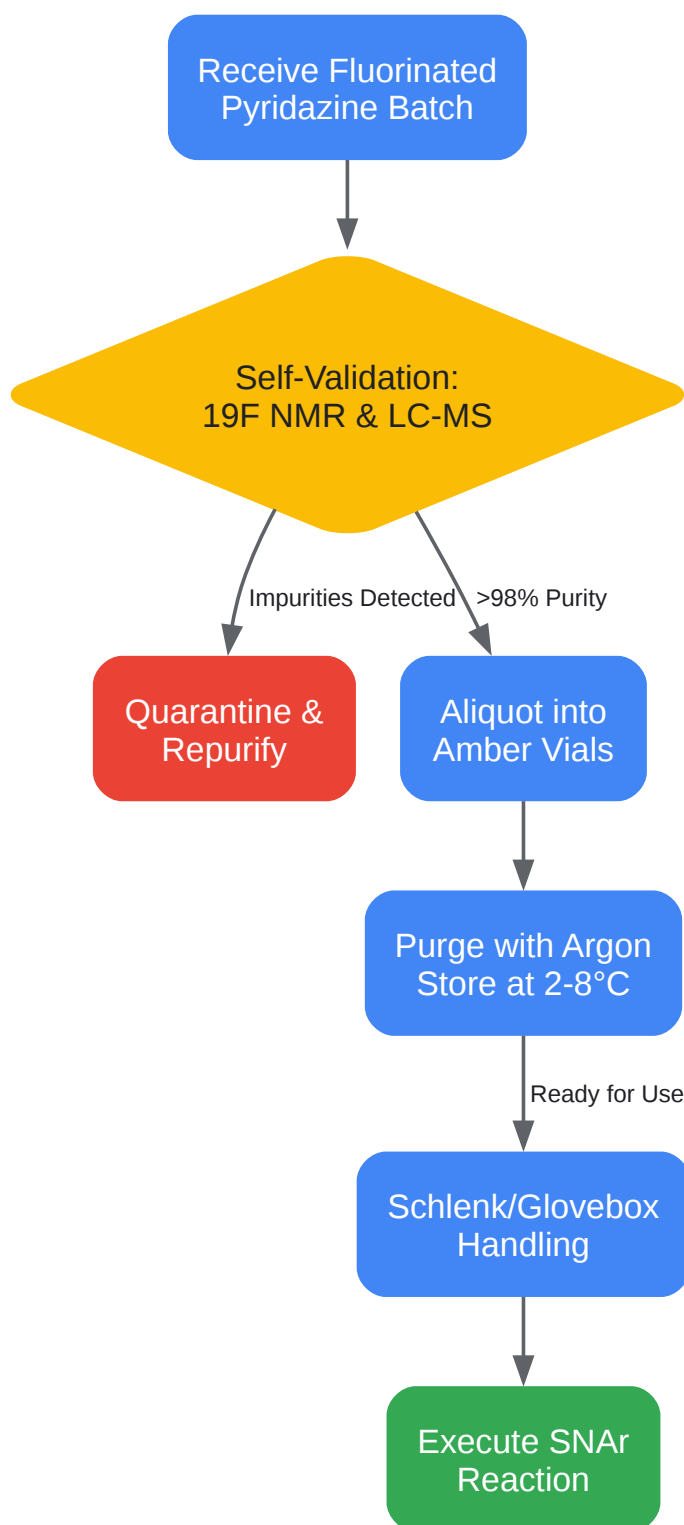 Receive Fluorinated
Pyridazine Batch
Self-Validation:
19F NMR & LC-MS
Impurities Detected
>98% Purity
Quarantine &
Repurify
Aliquot into
Amber Vials
Purge with Argon
Store at 2-8°C
Ready for Use
Schlenk/Glovebox
Handling
Execute SNAr
Reaction